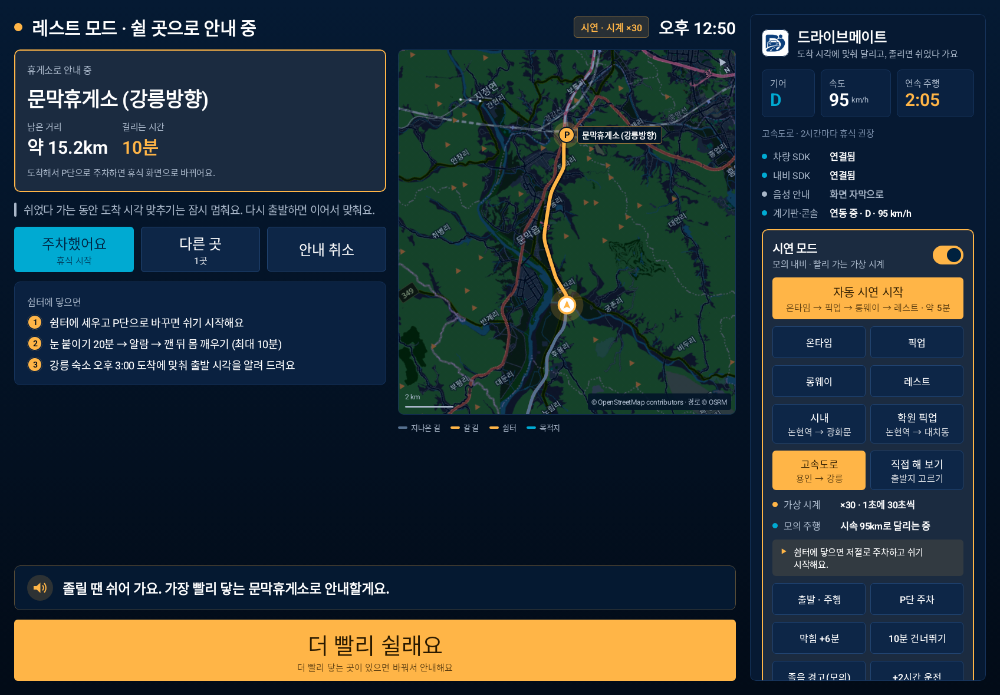 레스트 모드 · 쉴 곳으로 안내 중
시연 · 시계 ×30
오후 12:50
휴게소로 안내 중
문막휴게소 (강릉방향)
남은 거리
걸리는 시간
약 15.2km
10분
도착해서 P단으로 주차하면 휴식 화면으로 바뀌어요.
쉬었다 가는 동안 도착 시각 맞추기는 잠시 멈춰요. 다시 출발하면 이어서 맞춰요.
주차했어요
휴식 시작
다른 곳
1곳
안내 취소
쉼터에 닿으면
1 쉼터에 세우고 P단으로 바꾸면 쉬기 시작해요
2 눈 붙이기 20분 → 알람 → 깬 뒤 몸 깨우기 (최대 10분)
3 강릉 숙소 오후 3:00 도착에 맞춰 출발 시각을 알려 드려요
N
지정면
P
문막휴게소 (강릉방향)
문막읍
349
2 km
© OpenStreetMap contributors · 경로 © OSRM
지나온 길
갈 길
쉼터
목적지
졸릴 땐 쉬어 가요. 가장 빨리 닿는 문막휴게소로 안내할게요.
더 빨리 쉴래요
더 빨리 닿는 곳이 있으면 바꿔서 안내해요
드라이브메이트
도착 시각에 맞춰 달리고, 졸리면 쉬었다 가요
기어
D
속도
95 km/h
연속 주행
2:05
고속도로 · 2시간마다 휴식 권장
차량 SDK 연결됨
내비 SDK 연결됨
음성 안내 화면 자막으로
계기판·콘솔 연동 중 · D · 95 km/h
시연 모드
모의 내비 · 빨리 가는 가상 시계
자동 시연 시작
온타임 → 픽업 → 롱웨이 → 레스트 · 약 5분
온타임
픽업
롱웨이
레스트
시내
논현역 → 광화문
학원 픽업
논현역 → 대치동
고속도로
용인 → 강릉
직접 해 보기
출발지 고르기
가상 시계 ×30 · 1초에 30초씩
모의 주행 시속 95km로 달리는 중
쉼터에 닿으면 저절로 주차하고 쉬기
시작해요.
출발 · 주행
P단 주차
막힘 +6분
10분 건너뛰기
졸음 경고(모의)
+2시간 운전